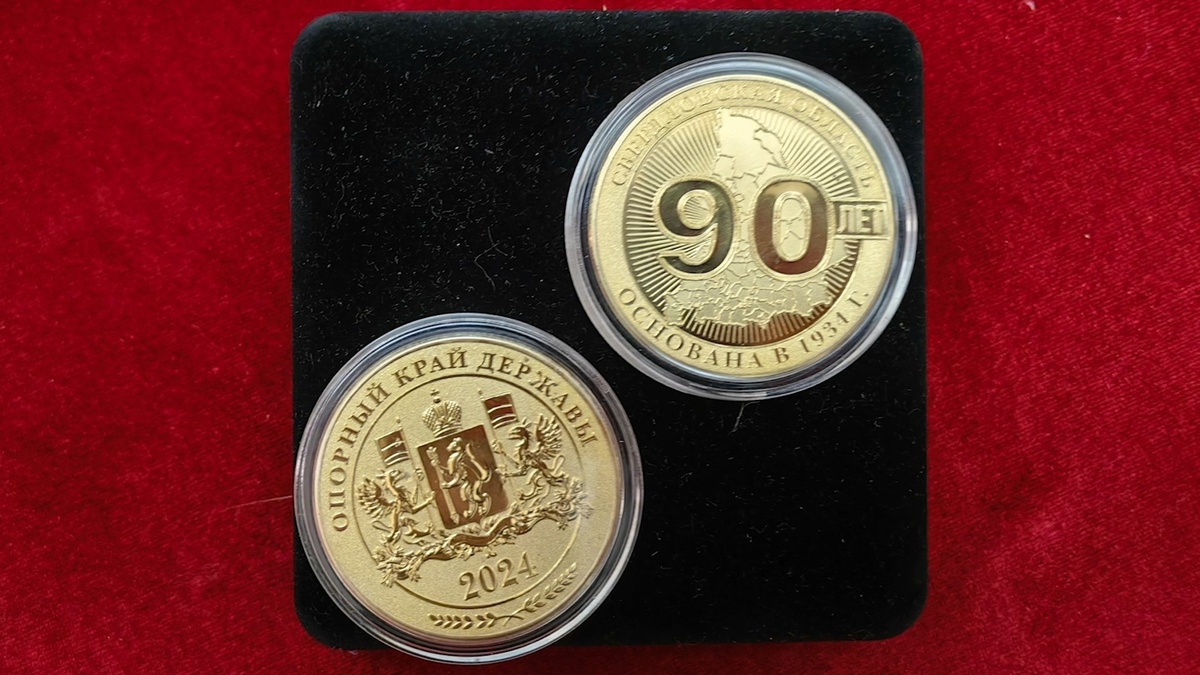 СВЕРДЛОВСКАЯ ОБЛАСТЬ
90 ЛЕТ
ОСНОВАНА В 1934 Г.
ОПОРНЫЙ КРАЙ ДЕРЖАВЫ
2024